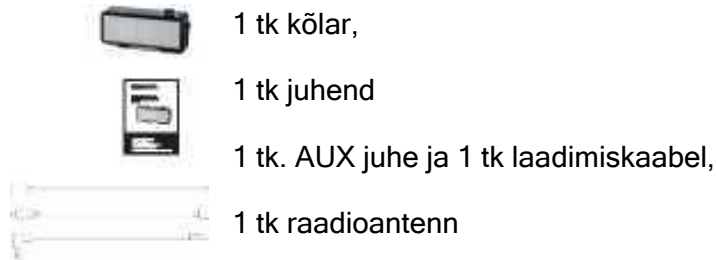 1 tk kõlar,
1 tk juhend
1 tk. AUX juhe ja 1 tk laadimiskaabel,
1 tk raadioantenn